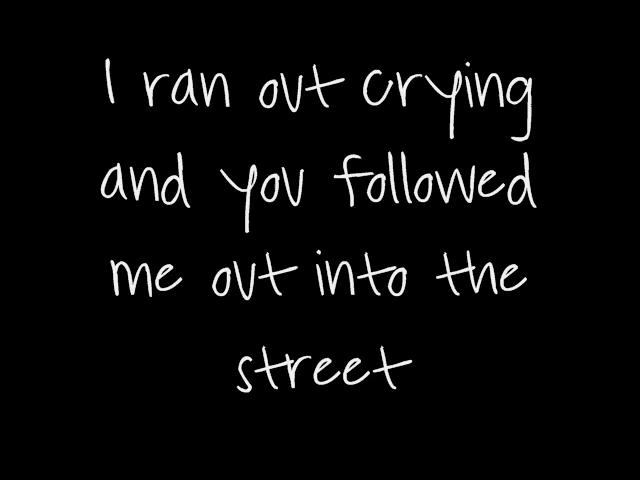 I ran out crying
and you followed
me out into the
street